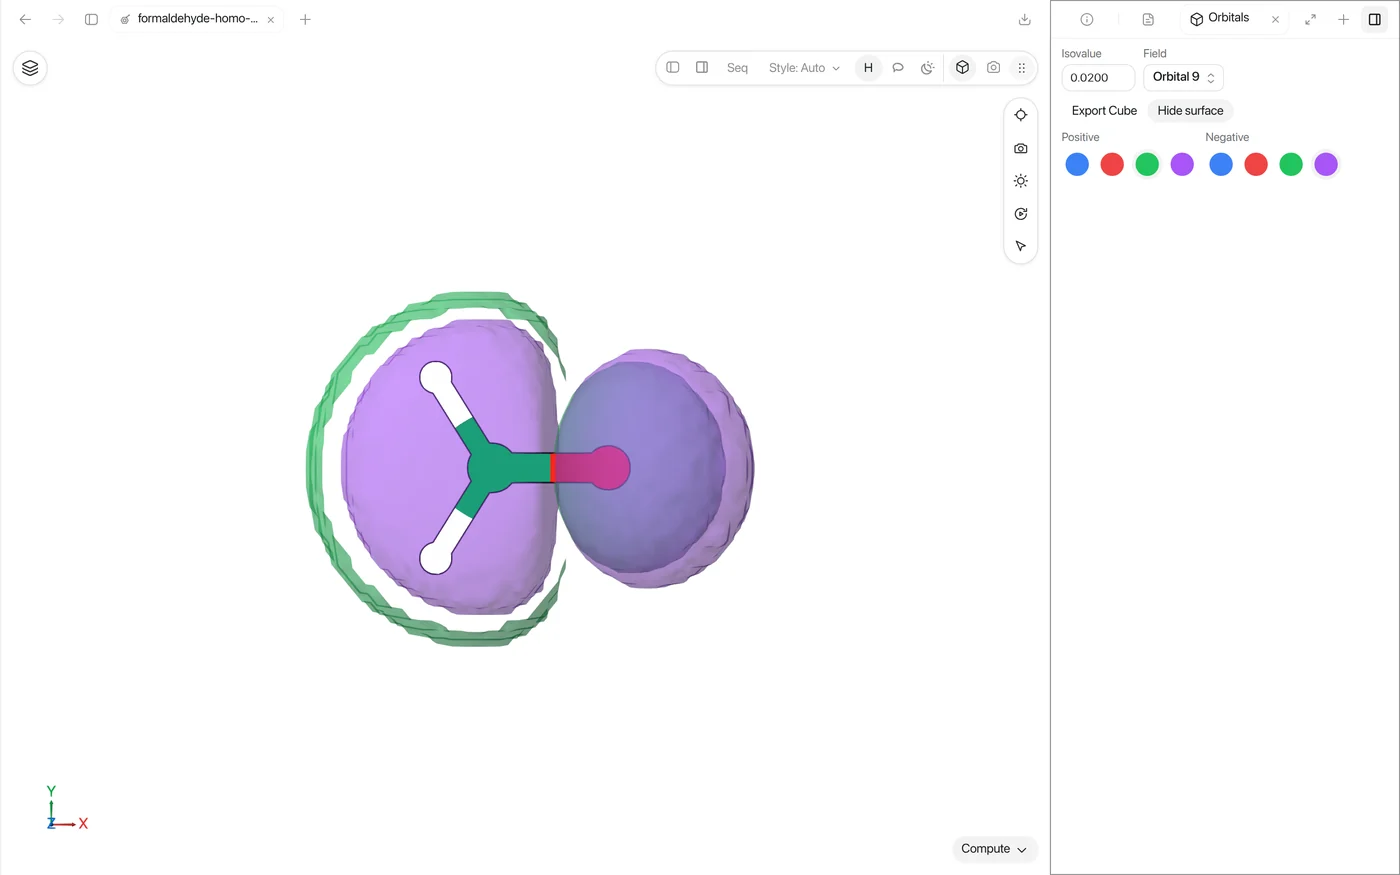 formaldehyde-homo-...
Orbitals
Seq
Style: Auto
H
Isovalue
Field
0.0200
Orbital 9
Export Cube
Hide surface
Positive
Negative
Y
Z
X
Compute